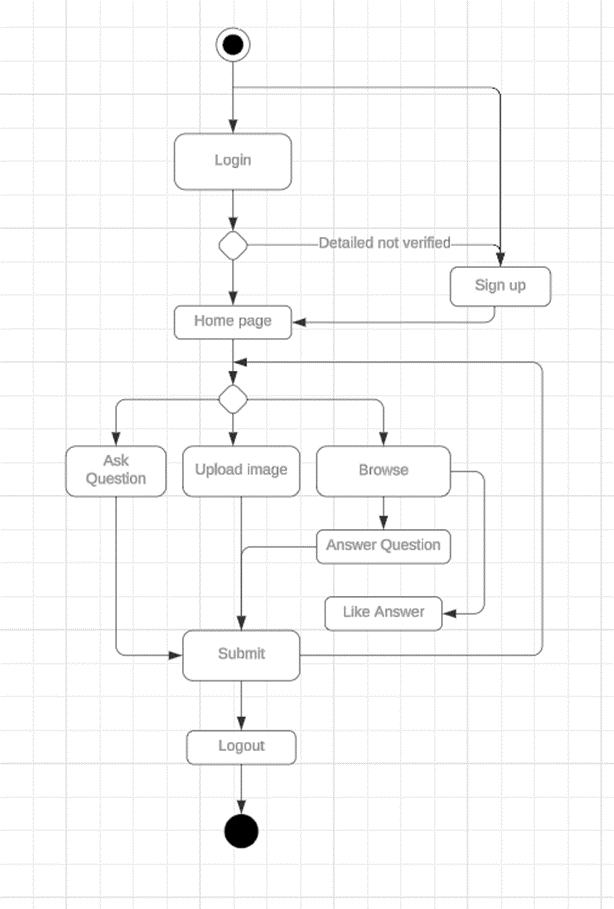 Login
Detailed not verified
Sign up
Home page
Ask
Question
Upload image
Browse
Answer Question
Like Answer
Submit
Logout